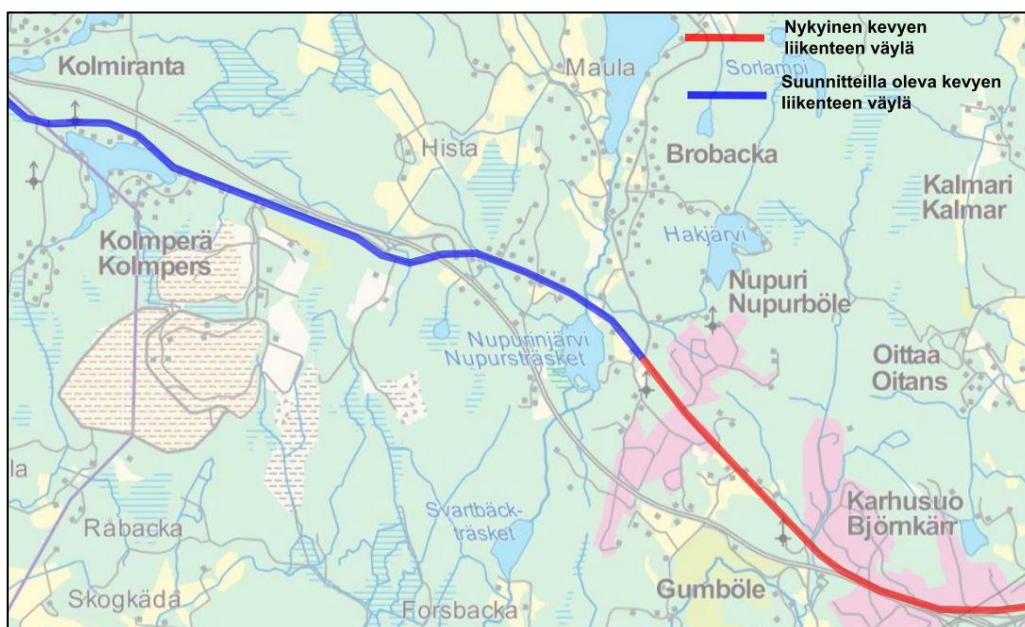 Nykyinen kevyen
liikenteen väylä
Suunnitteilla oleva kevyen
liikenteen väylä
Kolmiranta
Maula
Sorlampi
Hista
Brobacka
Kalmari
Kalmar
Kolmperä
Kolmpers
Hakjärvi
Nupuri
Nupurböle
Nupurinjärvi
Nupursträsket
Oittaa
Oitans
la
Råbacka
Svartbäck-
träsket
Karhusuo
Björnkärr
Gumböle
Skogkäda
Forsbacka